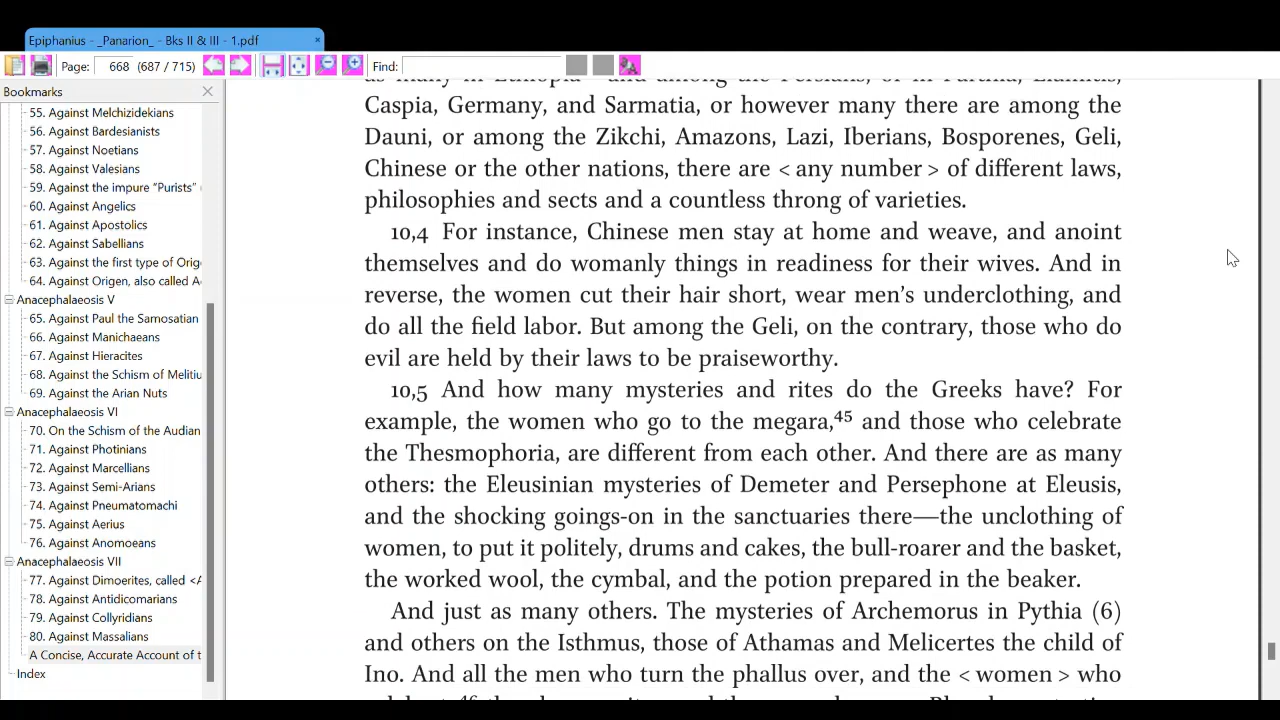 Epiphanius - _Panarion_ - Bks II & III - 1.pdf
Page: 668 (687 / 715) Find:
Bookmarks
55. Against Melchizidekians
56. Against Bardesianists
57. Against Noetians
58. Against Valesians
59. Against the impure “Purists”
60. Against Angelics
61. Against Apostolics
62. Against Sabellians
63. Against the first type of Orig
64. Against Origen, also called A
Anacephalaeosis V
65. Against Paul the Samosatian
66. Against Manichaeans
67. Against Hieracites
68. Against the Schism of Melitiu
69. Against the Arian Nuts
Anacephalaeosis VI
70. On the Schism of the Audian
71. Against Photinians
72. Against Marcellians
73. Against Semi-Arians
74. Against Pneumatomachi
75. Against Aerius
76. Against Anomoeans
Anacephalaeosis VII
77. Against Dimoerites, called <A
78. Against Antidicomarians
79. Against Collyridians
80. Against Massalians
A Concise, Accurate Account of t
Index
as many in Ethiopia—and among the Persians, or in Parthia,
Caspia, Germany, and Sarmatia, or however many there are among the
Dauni, or among the Zikchi, Amazons, Lazi, Iberians, Bosporenes, Geli,
Chinese or the other nations, there are < any number > of different laws,
philosophies and sects and a countless throng of varieties.
10,4 For instance, Chinese men stay at home and weave, and anoint
themselves and do womanly things in readiness for their wives. And in
reverse, the women cut their hair short, wear men’s underclothing, and
do all the field labor. But among the Geli, on the contrary, those who do
evil are held by their laws to be praiseworthy.
10,5 And how many mysteries and rites do the Greeks have? For
example, the women who go to the megara,45 and those who celebrate
the Thesmophoria, are different from each other. And there are as many
others: the Eleusinian mysteries of Demeter and Persephone at Eleusis,
and the shocking goings-on in the sanctuaries there—the unclothing of
women, to put it politely, drums and cakes, the bull-roarer and the basket,
the worked wool, the cymbal, and the potion prepared in the beaker.
And just as many others. The mysteries of Archemorus in Pythia (6)
and others on the Isthmus, those of Athamas and Melicertes the child of
Ino. And all the men who turn the phallus over, and the < women > who